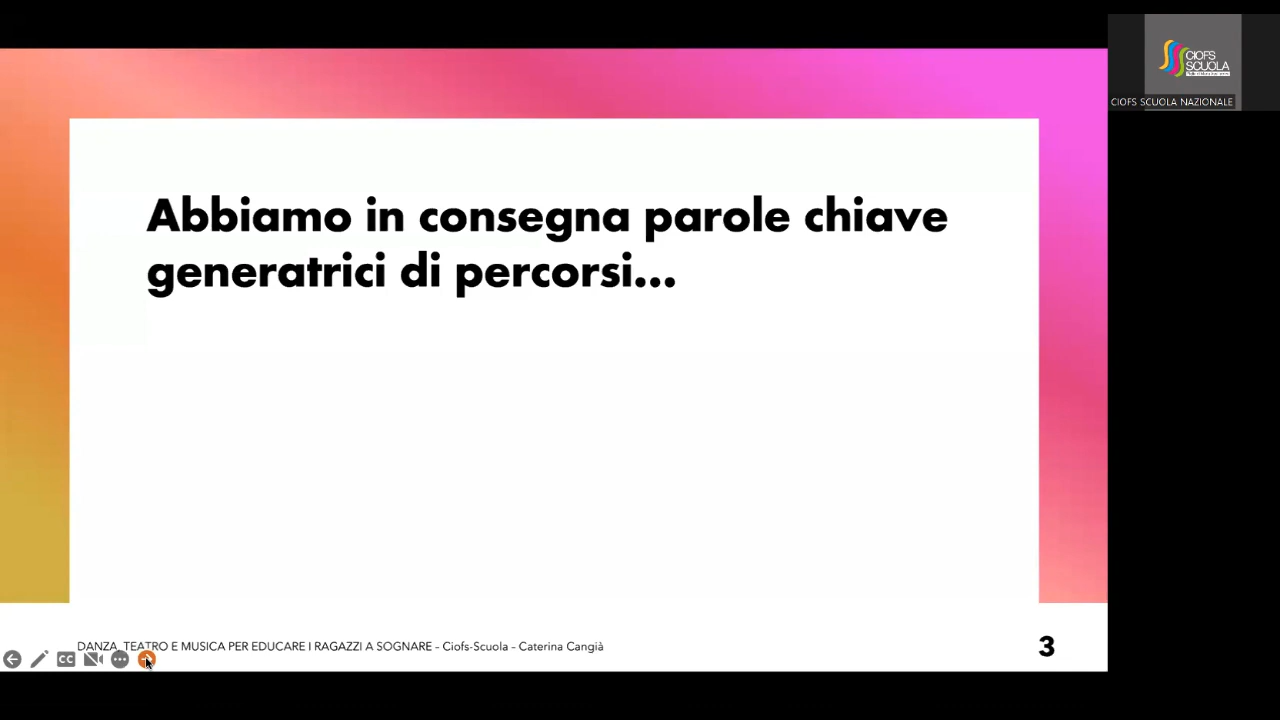 Abbiamo in consegna parole chiave
generatrici di percorsi...
DANZA, TEATRO E MUSICA PER EDUCARE I RAGAZZI A SOGNARE – Ciofs-Scuola – Caterina Cangià
3
CC
CIOFS
SCUOLA
CIOFS SCUOLA NAZIONALE